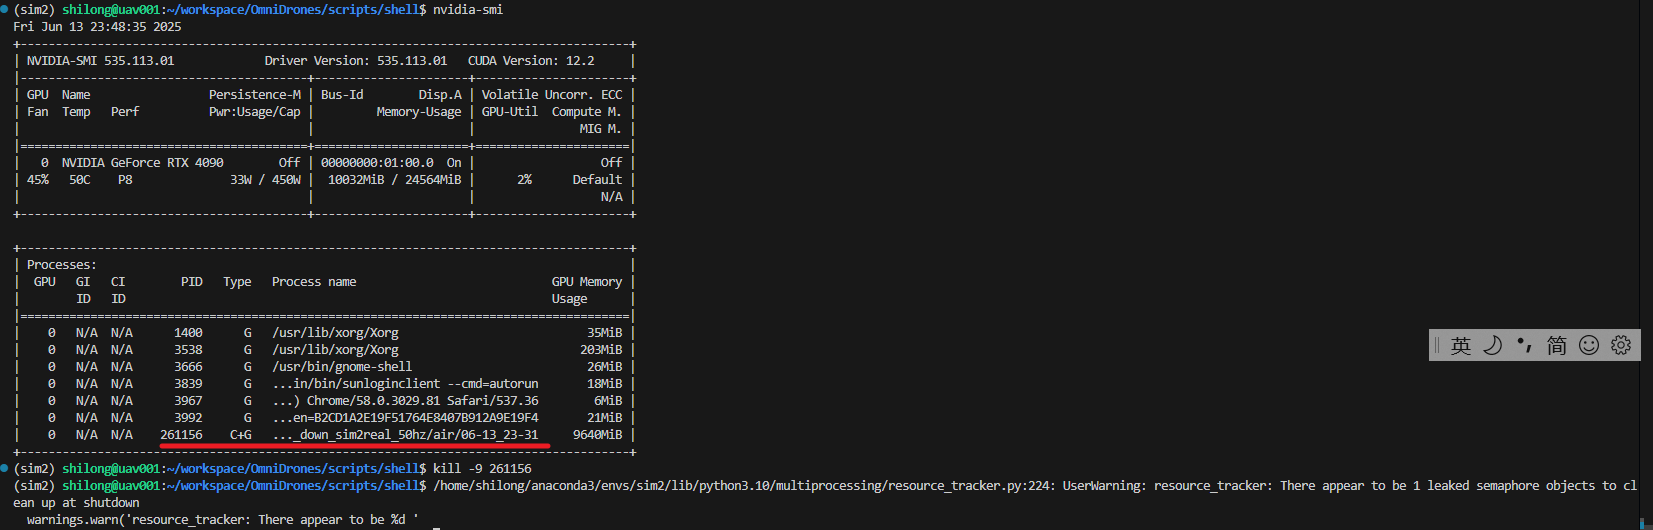 (sim2) shilong@uav001:~/workspace/OmniDrones/scripts/shell$ nvidia-smi
Fri Jun 13 23:48:35 2025
+---------------------------------------------------------------------------------------+
| NVIDIA-SMI 535.113.01             Driver Version: 535.113.01   CUDA Version: 12.2     |
|-----------------------------------------+----------------------+----------------------+
| GPU  Name                 Persistence-M | Bus-Id        Disp.A | Volatile Uncorr. ECC |
| Fan  Temp   Perf          Pwr:Usage/Cap |         Memory-Usage | GPU-Util  Compute M. |
|                                         |                      |               MIG M. |
|=========================================+======================+======================|
|   0  NVIDIA GeForce RTX 4090        Off | 00000000:01:00.0  On |                  Off |
| 45%   50C    P8              33W / 450W |  10032MiB / 24564MiB |      2%      Default |
|                                         |                      |                  N/A |
+-----------------------------------------+----------------------+----------------------+
+---------------------------------------------------------------------------------------+
| Processes:                                                                            |
|  GPU   GI   CI        PID   Type   Process name                            GPU Memory |
|        ID   ID                                                             Usage      |
|=======================================================================================|
|    0   N/A  N/A      1400      G   /usr/lib/xorg/Xorg                           35MiB |
|    0   N/A  N/A      3538      G   /usr/lib/xorg/Xorg                          203MiB |
|    0   N/A  N/A      3666      G   /usr/bin/gnome-shell                         26MiB |
|    0   N/A  N/A      3839      G   ...in/bin/sunloginclient --cmd=autorun       18MiB |
|    0   N/A  N/A      3967      G   ...) Chrome/58.0.3029.81 Safari/537.36        6MiB |
|    0   N/A  N/A      3992      G   ...en=B2CD1A2E19F51764E8407B912A9E19F4       21MiB |
|    0   N/A  N/A    261156    C+G   ..._down_sim2real_50hz/air/06-13_23-31     9640MiB |
+---------------------------------------------------------------------------------------+
(sim2) shilong@uav001:~/workspace/OmniDrones/scripts/shell$ kill -9 261156
(sim2) shilong@uav001:~/workspace/OmniDrones/scripts/shell$ /home/shilong/anaconda3/envs/sim2/lib/python3.10/multiprocessing/resource_tracker.py:224: UserWarning: resource_tracker: There appear to be 1 leaked semaphore objects to cl
ean up at shutdown
  warnings.warn('resource_tracker: There appear to be %d '
英 简